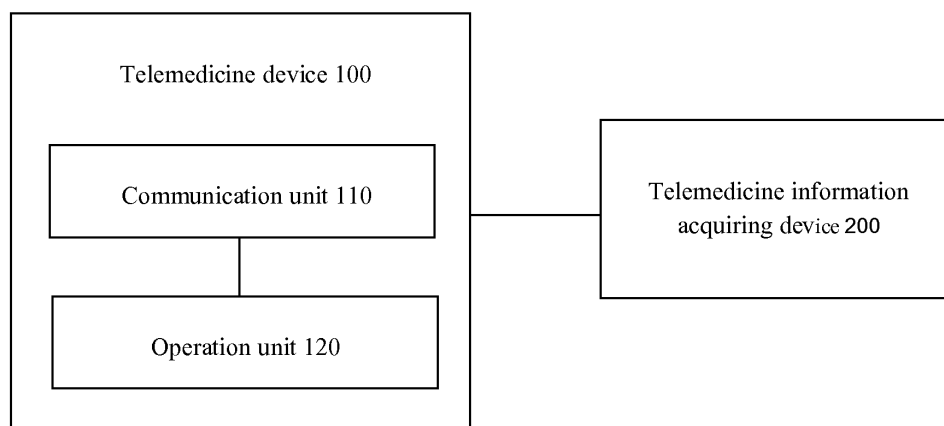 Telemedicine device 100
Communication unit 110
Operation unit 120
Telemedicine information
acquiring device 200